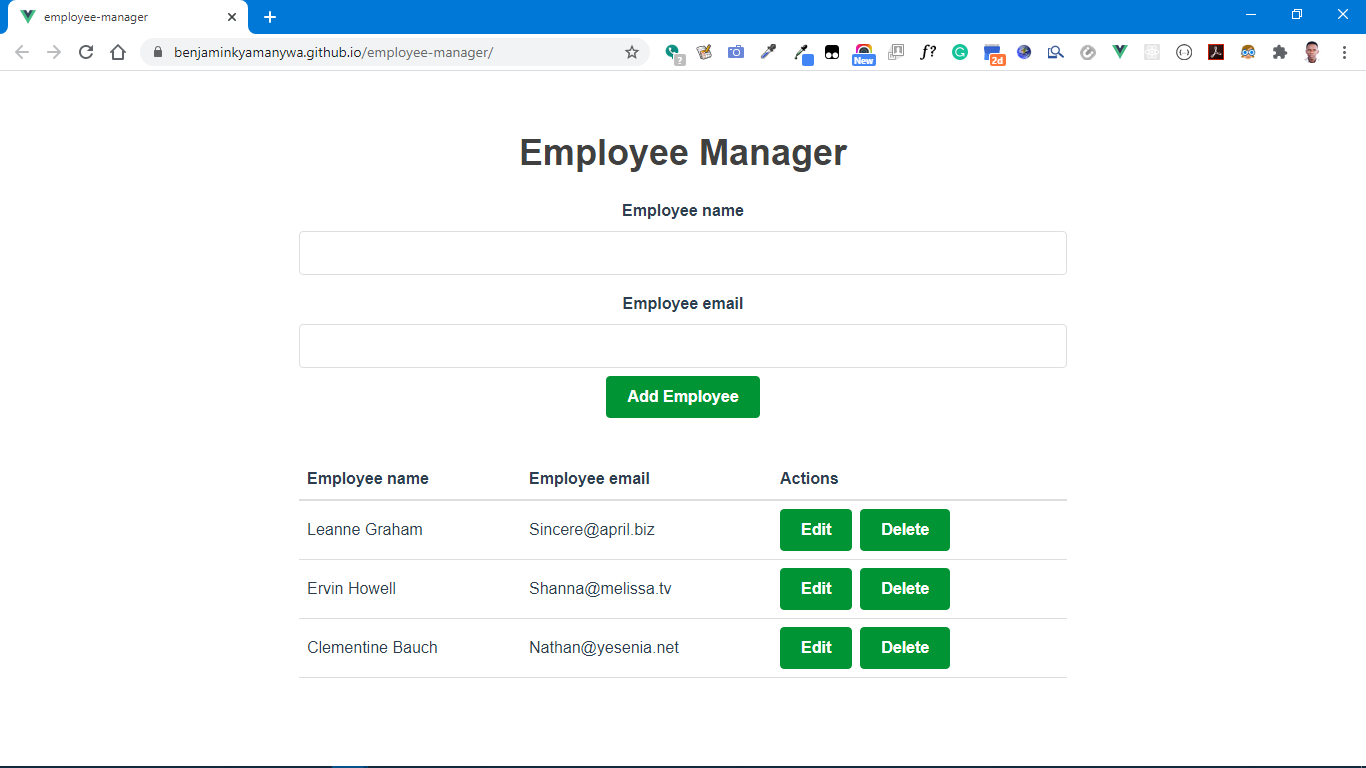 employee-manager
benjaminkyamanywa.github.io/employee-manager/
?
New
f?
2d
Employee Manager
Employee name
Employee email
Add Employee
Employee name Employee email Actions
Leanne Graham Sincere@april.biz Edit Delete
Ervin Howell Shanna@melissa.tv Edit Delete
Clementine Bauch Nathan@yesenia.net Edit Delete